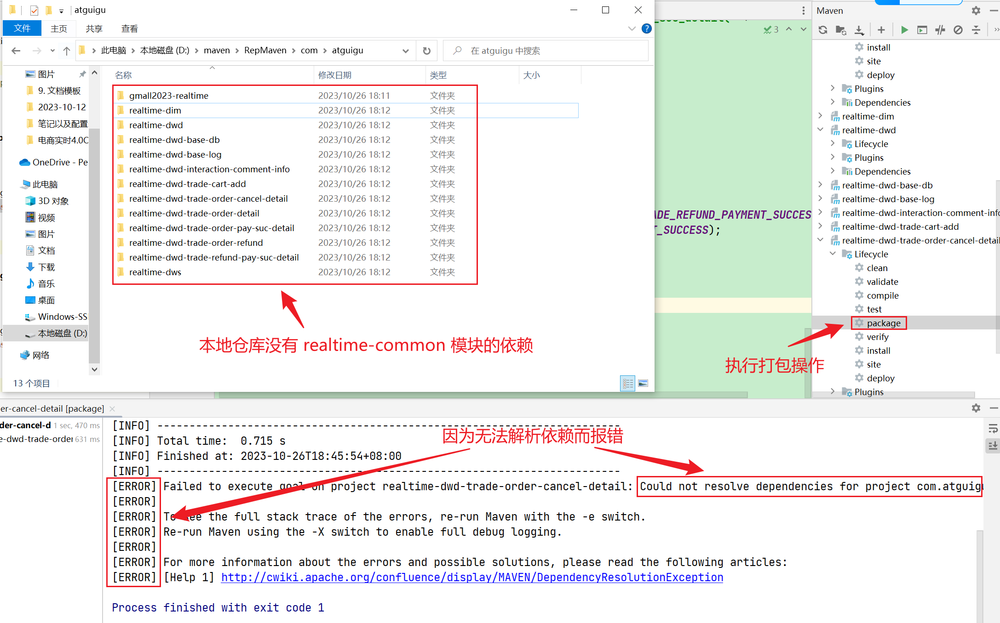 atguigu
文件 主页 共享 查看
此电脑 本地磁盘 (D:) maven RepMaven com atguigu
在 atguigu 中搜索
图片
9. 文档模板
2023-10-12
笔记以及配置
电商实时4.0C
OneDrive - Pe
此电脑
3D 对象
视频
图片
文档
下载
音乐
桌面
Windows-SS
本地磁盘 (D:)
网络
13 个项目
名称 修改日期 类型 大小
gmall2023-realtime 2023/10/26 18:11 文件夹
realtime-dim 2023/10/26 18:12 文件夹
realtime-dwd 2023/10/26 18:12 文件夹
realtime-dwd-base-db 2023/10/26 18:12 文件夹
realtime-dwd-base-log 2023/10/26 18:12 文件夹
realtime-dwd-interaction-comment-info 2023/10/26 18:12 文件夹
realtime-dwd-trade-cart-add 2023/10/26 18:12 文件夹
realtime-dwd-trade-order-cancel-detail 2023/10/26 18:12 文件夹
realtime-dwd-trade-order-detail 2023/10/26 18:12 文件夹
realtime-dwd-trade-order-pay-suc-detail 2023/10/26 18:12 文件夹
realtime-dwd-trade-order-refund 2023/10/26 18:12 文件夹
realtime-dwd-trade-refund-pay-suc-detail 2023/10/26 18:12 文件夹
realtime-dws 2023/10/26 18:12 文件夹
本地仓库没有 realtime-common 模块的依赖
3
ADE_REFUND_PAYMENT_SUCCES
T_SUCCESS);
Maven
install
site
deploy
Plugins
Dependencies
realtime-dim
realtime-dwd
Lifecycle
Plugins
Dependencies
realtime-dwd-base-db
realtime-dwd-base-log
realtime-dwd-interaction-comment-info
realtime-dwd-trade-cart-add
realtime-dwd-trade-order-cancel-detail
Lifecycle
clean
validate
compile
test
package
verify
install
site
deploy
Plugins
执行打包操作
er-cancel-detail [package]
der-cancel-d 1 sec, 470 ms
e-dwd-trade-order 631 ms
[INFO] ------------------------------------------------------------------------
因为无法解析依赖而报错
[INFO] Total time:  0.715 s
[INFO] Finished at: 2023-10-26T18:45:54+08:00
[INFO] ------------------------------------------------------------------------
[ERROR] Failed to execute goal on project realtime-dwd-trade-order-cancel-detail: Could not resolve dependencies for project com.atguigu
[ERROR]
[ERROR] To see the full stack trace of the errors, re-run Maven with the -e switch.
[ERROR] Re-run Maven using the -X switch to enable full debug logging.
[ERROR]
[ERROR] For more information about the errors and possible solutions, please read the following articles:
[ERROR] [Help 1] http://cwiki.apache.org/confluence/display/MAVEN/DependencyResolutionException
Process finished with exit code 1